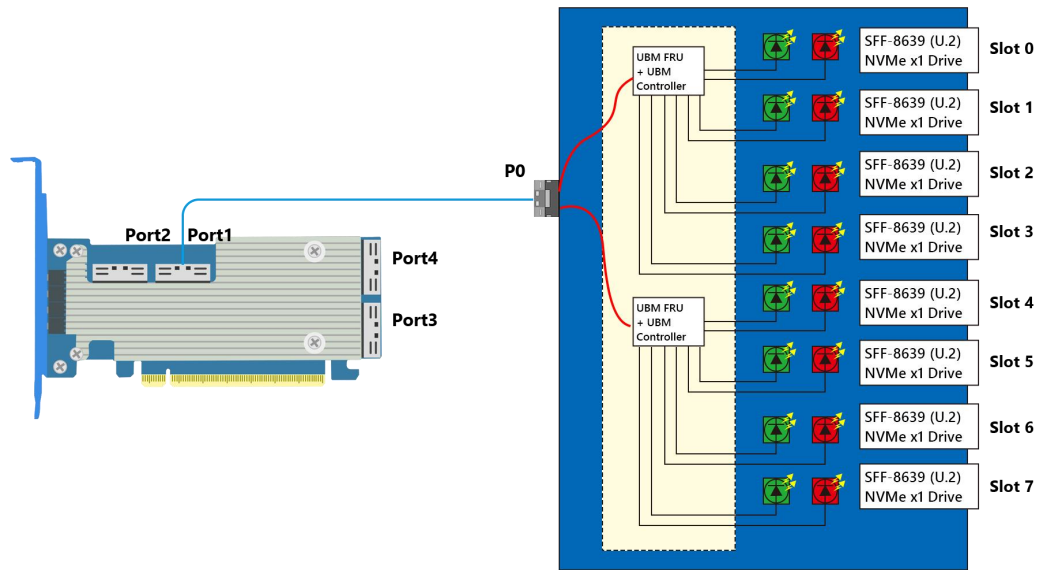 Port2
Port1
Port4
Port3
P0
UBM FRU
+ UBM
Controller
UBM FRU
+ UBM
Controller
SFF-8639 (U.2)
NVMe x1 Drive
Slot 0
SFF-8639 (U.2)
NVMe x1 Drive
Slot 1
SFF-8639 (U.2)
NVMe x1 Drive
Slot 2
SFF-8639 (U.2)
NVMe x1 Drive
Slot 3
SFF-8639 (U.2)
NVMe x1 Drive
Slot 4
SFF-8639 (U.2)
NVMe x1 Drive
Slot 5
SFF-8639 (U.2)
NVMe x1 Drive
Slot 6
SFF-8639 (U.2)
NVMe x1 Drive
Slot 7